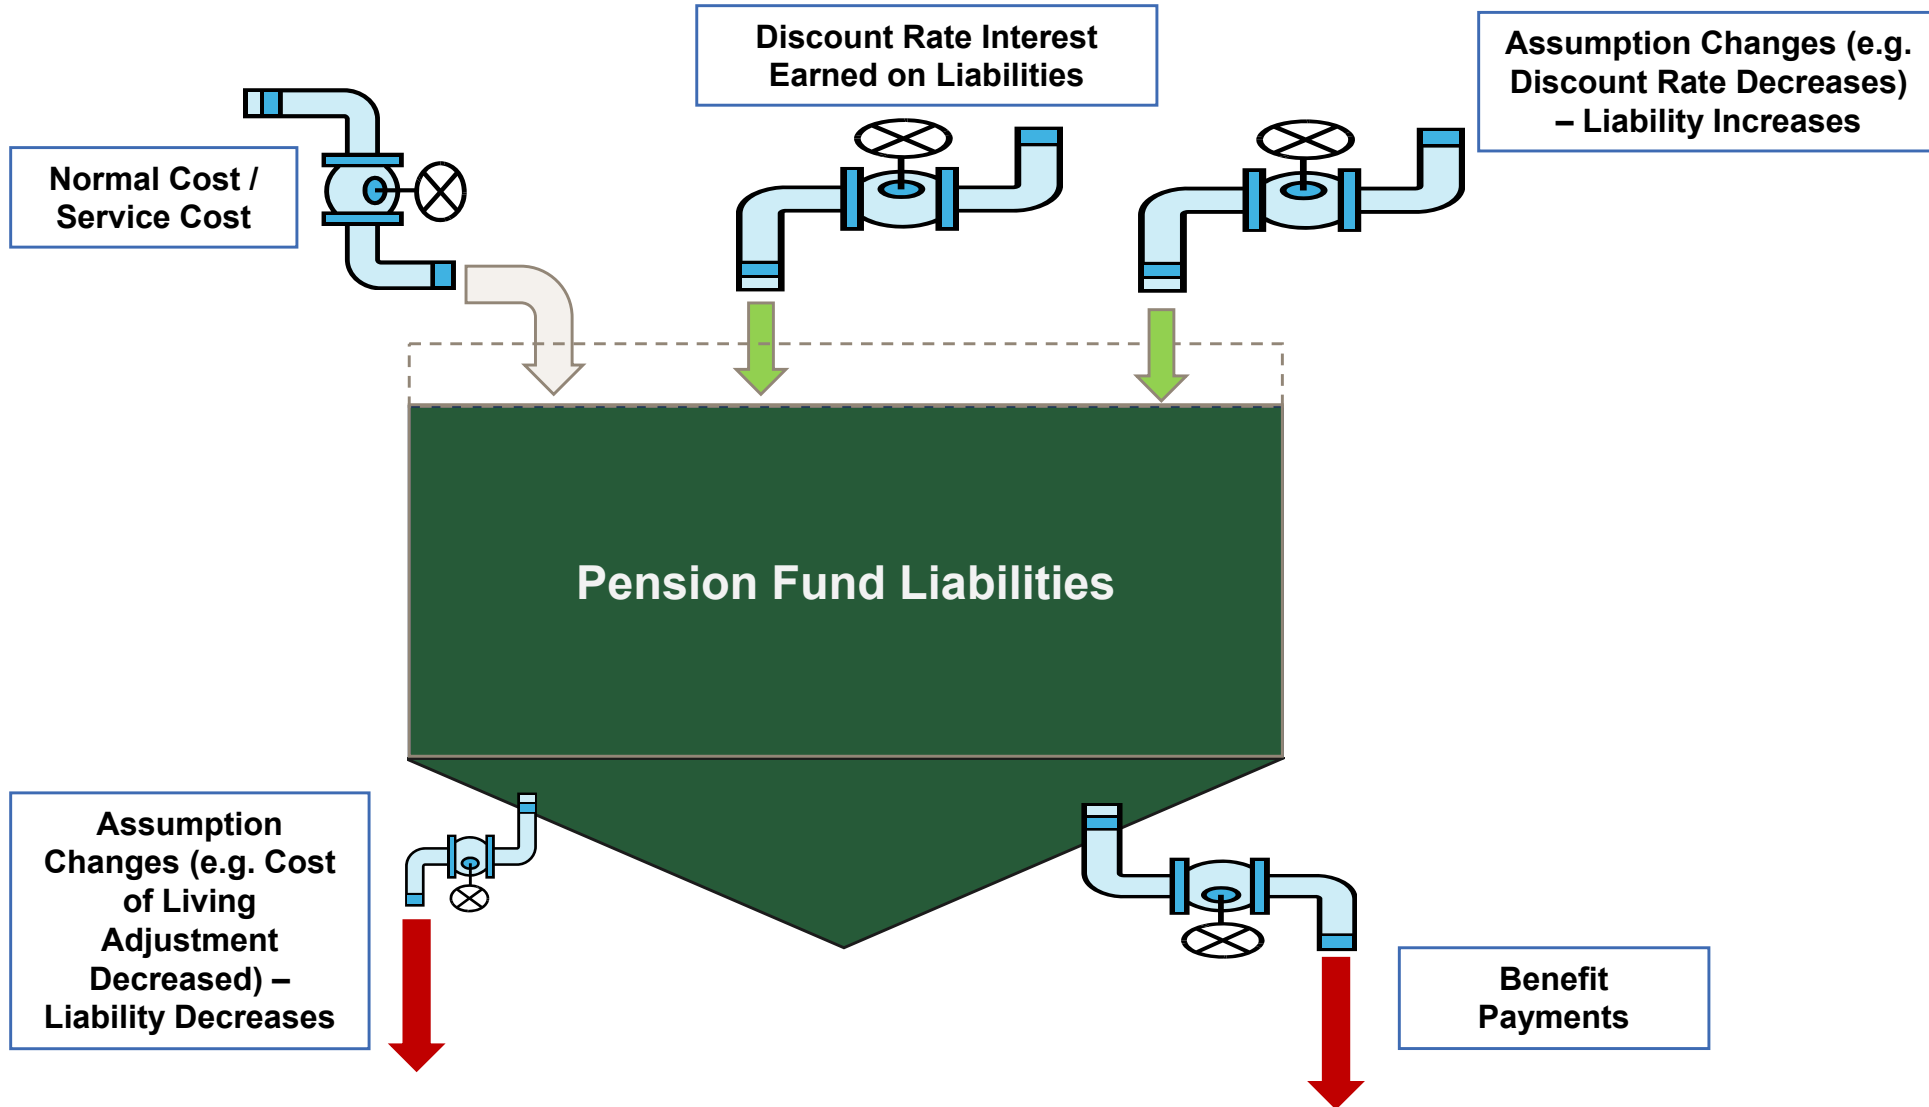 Discount Rate Interest
Earned on Liabilities
Assumption Changes (e.g.
Discount Rate Decreases)
– Liability Increases
Normal Cost /
Service Cost
Pension Fund Liabilities
Assumption
Changes (e.g. Cost
of Living
Adjustment
Decreased) –
Liability Decreases
Benefit
Payments